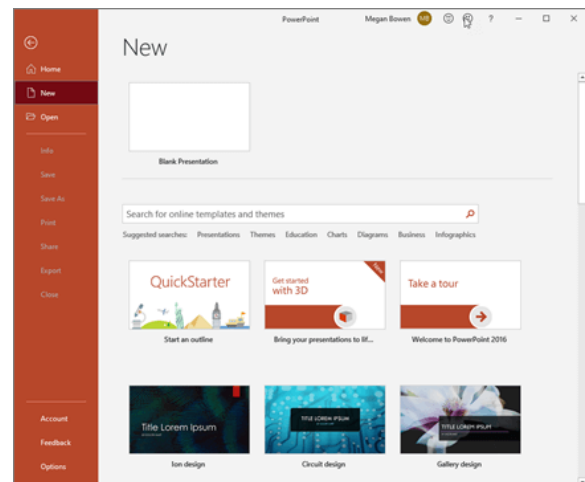 PowerPoint
Megan Bowen MB ?
New
Home
New
Open
Info
Save
Save As
Print
Share
Export
Close
Account
Feedback
Options
Blank Presentation
Search for online templates and themes
Suggested searches: Presentations Themes Education Charts Diagrams Business Infographics
QuickStarter
Start an outline
Get started
with 3D
New
Bring your presentations to lif...
Take a tour
Welcome to PowerPoint 2016
Title Lorem Ipsum
Ion design
TITLE LOREM IPSUM
Circuit design
TITLE LOREM IPSUM
Gallery design